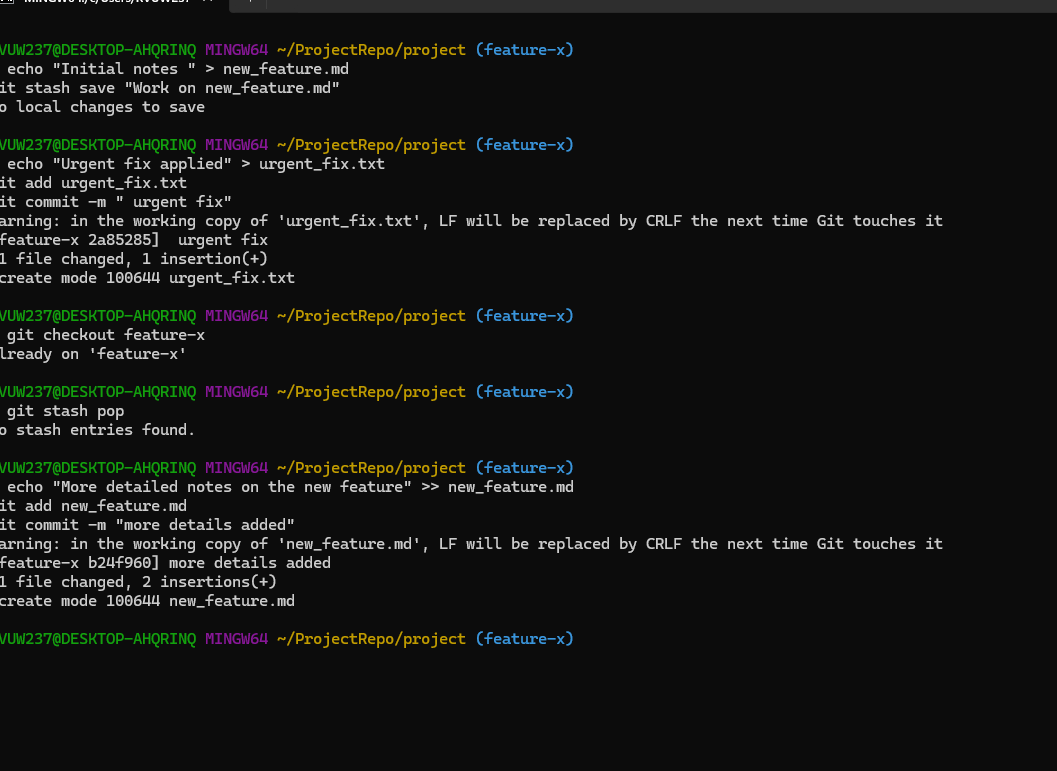 VUW237@DESKTOP-AHQRINQ MINGW64 ~/ProjectRepo/project (feature-x)
echo "Initial notes " > new_feature.md
it stash save "Work on new_feature.md"
o local changes to save
VUW237@DESKTOP-AHQRINQ MINGW64 ~/ProjectRepo/project (feature-x)
echo "Urgent fix applied" > urgent_fix.txt
it add urgent_fix.txt
it commit -m " urgent fix"
arning: in the working copy of 'urgent_fix.txt', LF will be replaced by CRLF the next time Git touches it
feature-x 2a85285]  urgent fix
1 file changed, 1 insertion(+)
create mode 100644 urgent_fix.txt
VUW237@DESKTOP-AHQRINQ MINGW64 ~/ProjectRepo/project (feature-x)
git checkout feature-x
lready on 'feature-x'
VUW237@DESKTOP-AHQRINQ MINGW64 ~/ProjectRepo/project (feature-x)
git stash pop
o stash entries found.
VUW237@DESKTOP-AHQRINQ MINGW64 ~/ProjectRepo/project (feature-x)
echo "More detailed notes on the new feature" >> new_feature.md
it add new_feature.md
it commit -m "more details added"
arning: in the working copy of 'new_feature.md', LF will be replaced by CRLF the next time Git touches it
feature-x b24f960] more details added
1 file changed, 2 insertions(+)
create mode 100644 new_feature.md
VUW237@DESKTOP-AHQRINQ MINGW64 ~/ProjectRepo/project (feature-x)